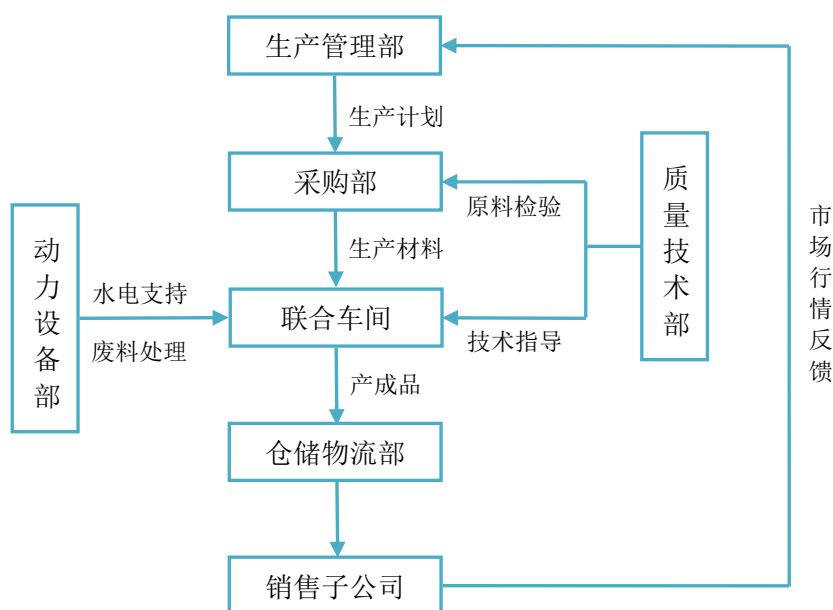 生产管理部
生产计划
采购部
原料检验
质量技术部
市场行情反馈
生产材料
动力设备部
水电支持
废料处理
联合车间
技术指导
产成品
仓储物流部
销售子公司